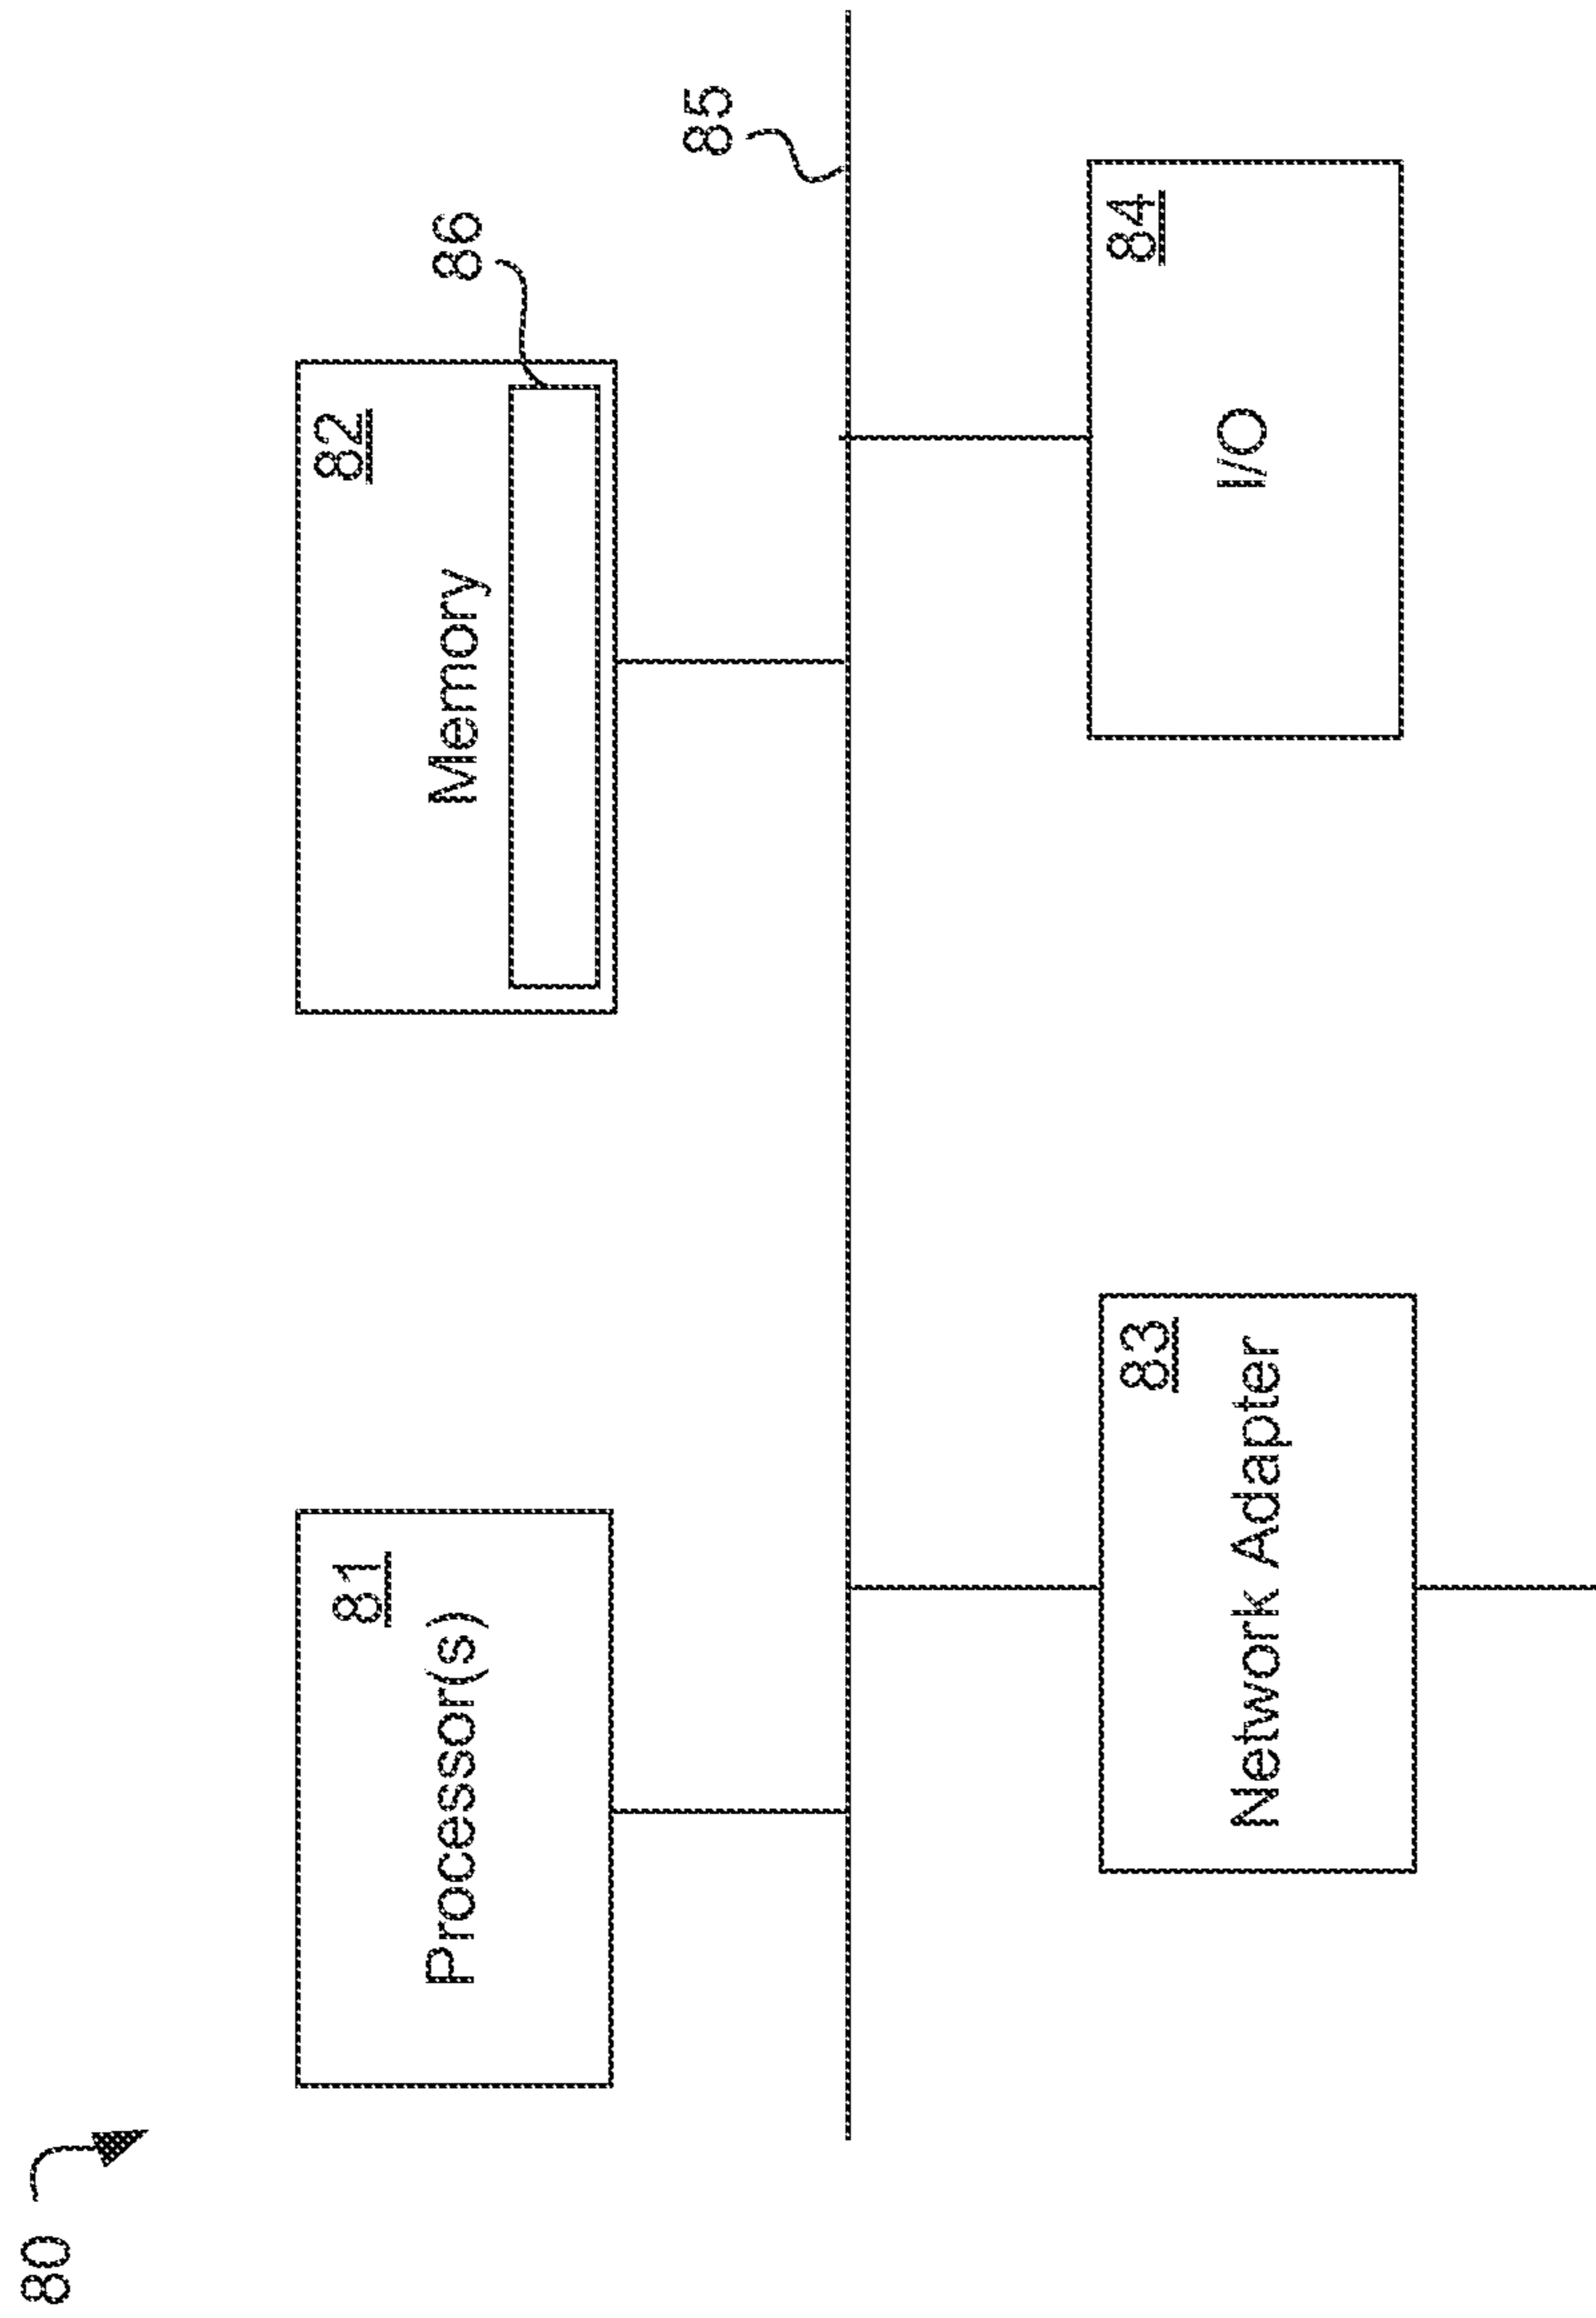 80
81
Processor(s)
82
Memory
86
85
83
Network Adapter
84
I/O